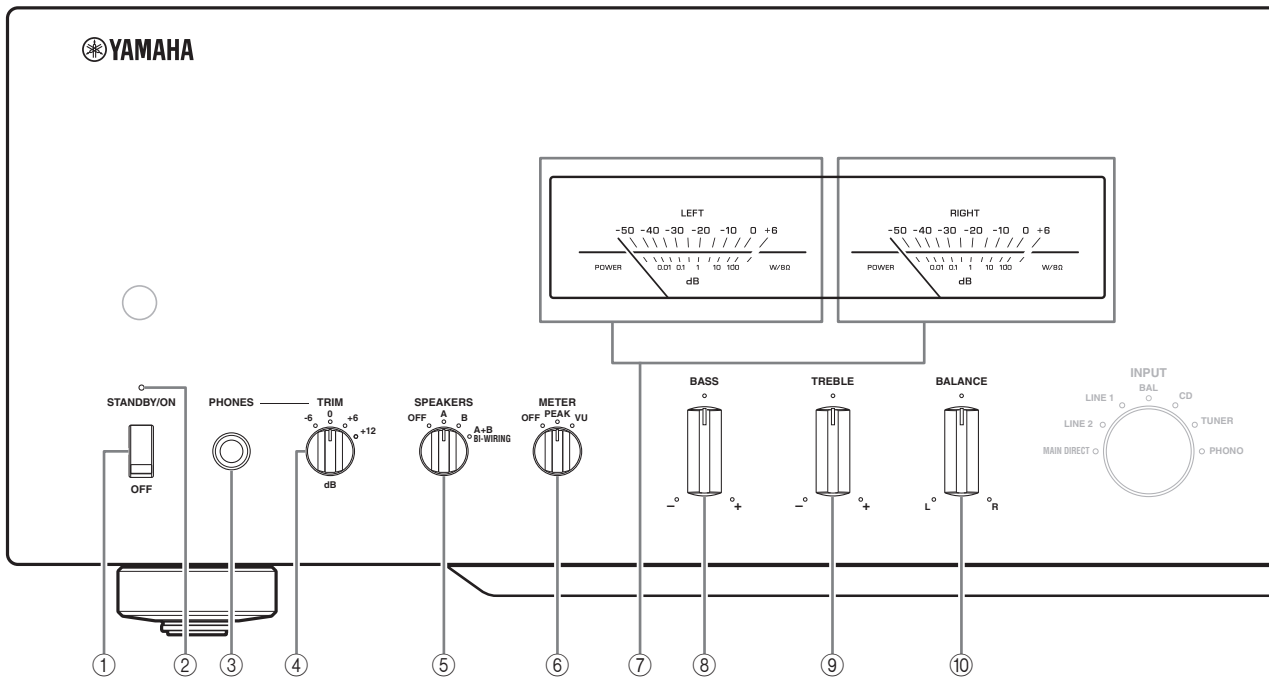 YAMAHA
LEFT
-50 -40 -30 -20 -10 0 +6
POWER 0.01 0.1 1 10 100 W/8Ω
dB
RIGHT
-50 -40 -30 -20 -10 0 +6
POWER 0.01 0.1 1 10 100 W/8Ω
dB
STANDBY/ON
OFF
PHONES
TRIM
-6 0 +6 +12
dB
SPEAKERS
OFF A B A+B
BI-WIRING
METER
OFF PEAK VU
BASS
– +
TREBLE
– +
BALANCE
L R
INPUT
MAIN DIRECT LINE 2 LINE 1 BAL CD TUNER PHONO
① ② ③ ④ ⑤ ⑥ ⑦ ⑧ ⑨ ⑩